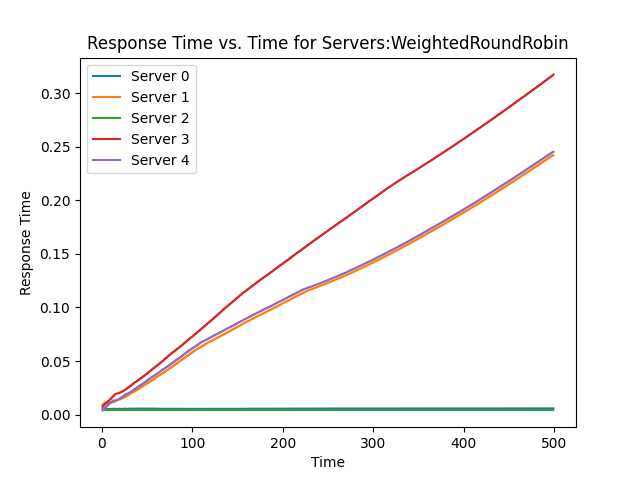 Response Time vs. Time for Servers:WeightedRoundRobin
Server 0
Server 1
Server 2
Server 3
Server 4
Response Time
0.30
0.25
0.20
0.15
0.10
0.05
0.00
0
100
200
300
400
500
Time